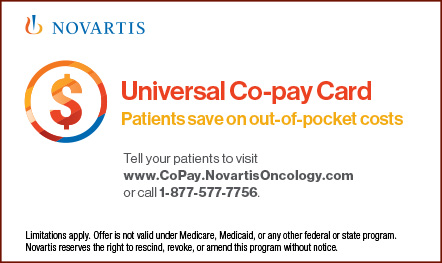 NOVARTIS
Universal Co-pay Card
Patients save on out-of-pocket costs
Tell your patients to visit
www.CoPay.NovartisOncology.com
or call 1-877-577-7756.
Limitations apply. Offer is not valid under Medicare, Medicaid, or any other federal or state program.
Novartis reserves the right to rescind, revoke, or amend this program without notice.